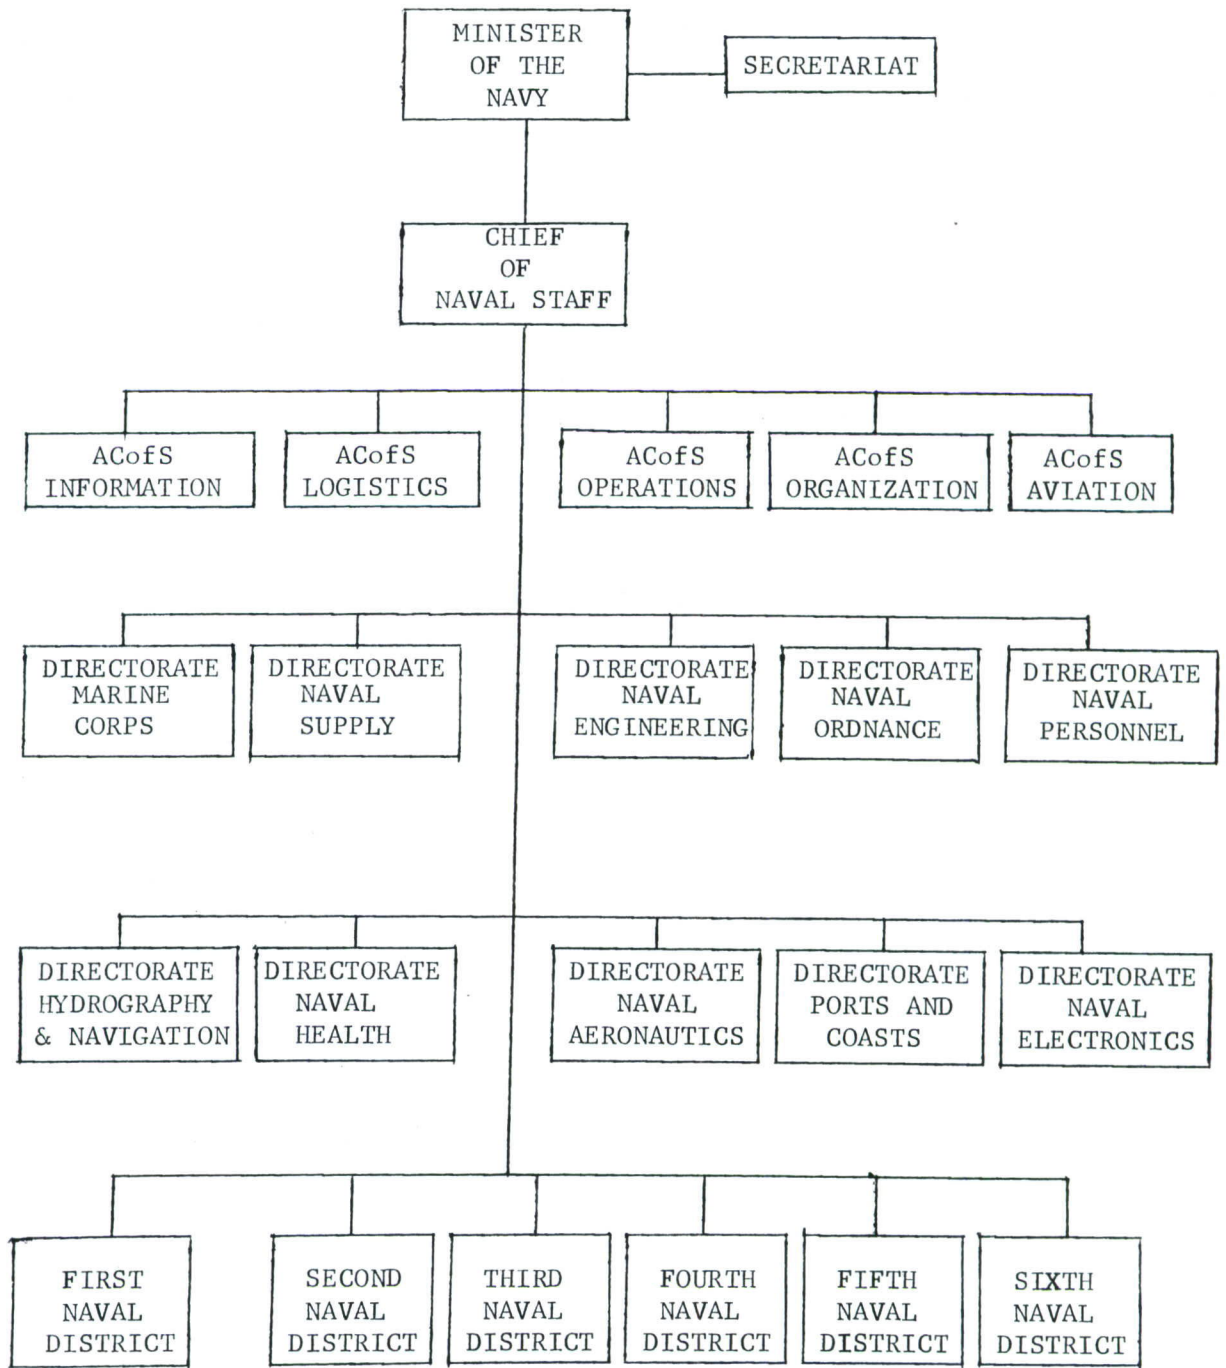 MINISTER
OF THE
NAVY
SECRETARIAT
CHIEF
OF
NAVAL STAFF
ACofS
INFORMATION
ACofS
LOGISTICS
ACofS
OPERATIONS
ACofS
ORGANIZATION
ACofS
AVIATION
DIRECTORATE
MARINE
CORPS
DIRECTORATE
NAVAL
SUPPLY
DIRECTORATE
NAVAL
ENGINEERING
DIRECTORATE
NAVAL
ORDNANCE
DIRECTORATE
NAVAL
PERSONNEL
DIRECTORATE
HYDROGRAPHY
& NAVIGATION
DIRECTORATE
NAVAL
HEALTH
DIRECTORATE
NAVAL
AERONAUTICS
DIRECTORATE
PORTS AND
COASTS
DIRECTORATE
NAVAL
ELECTRONICS
FIRST
NAVAL
DISTRICT
SECOND
NAVAL
DISTRICT
THIRD
NAVAL
DISTRICT
FOURTH
NAVAL
DISTRICT
FIFTH
NAVAL
DISTRICT
SIXTH
NAVAL
DISTRICT